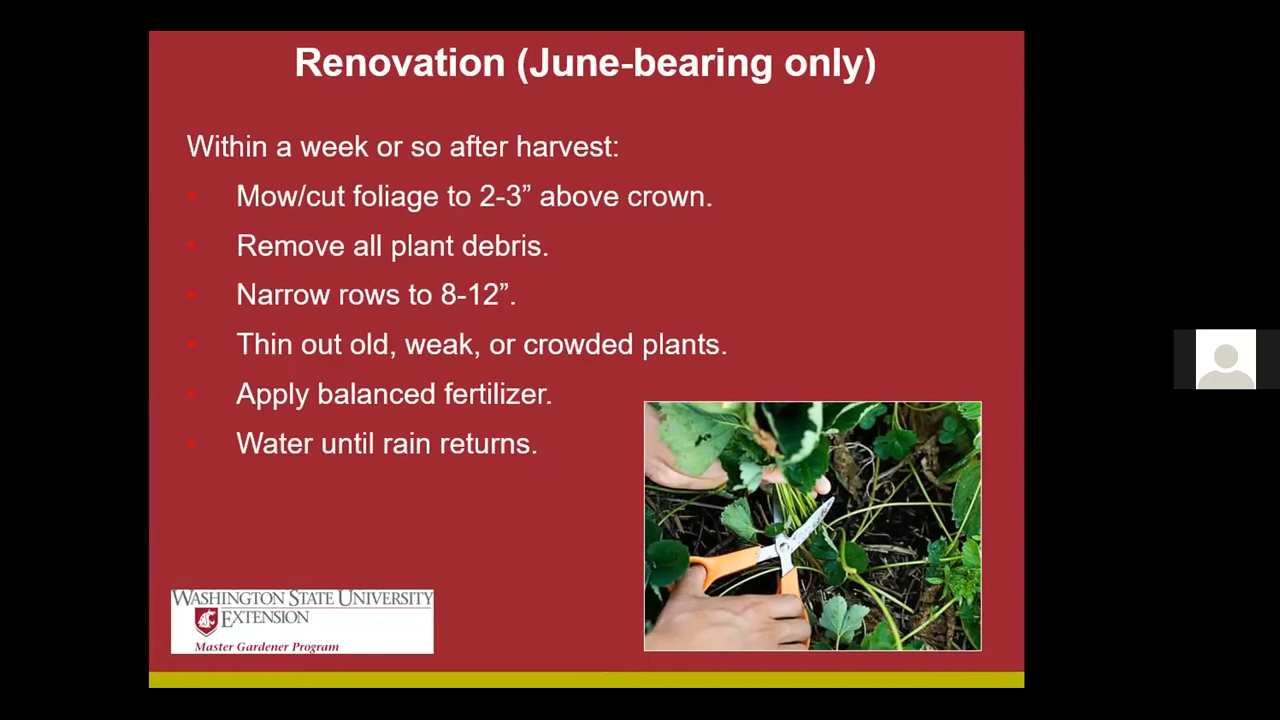 Renovation (June-bearing only)
Within a week or so after harvest:
• Mow/cut foliage to 2-3” above crown.
• Remove all plant debris.
• Narrow rows to 8-12”.
• Thin out old, weak, or crowded plants.
• Apply balanced fertilizer.
• Water until rain returns.
WASHINGTON STATE UNIVERSITY
EXTENSION
Master Gardener Program